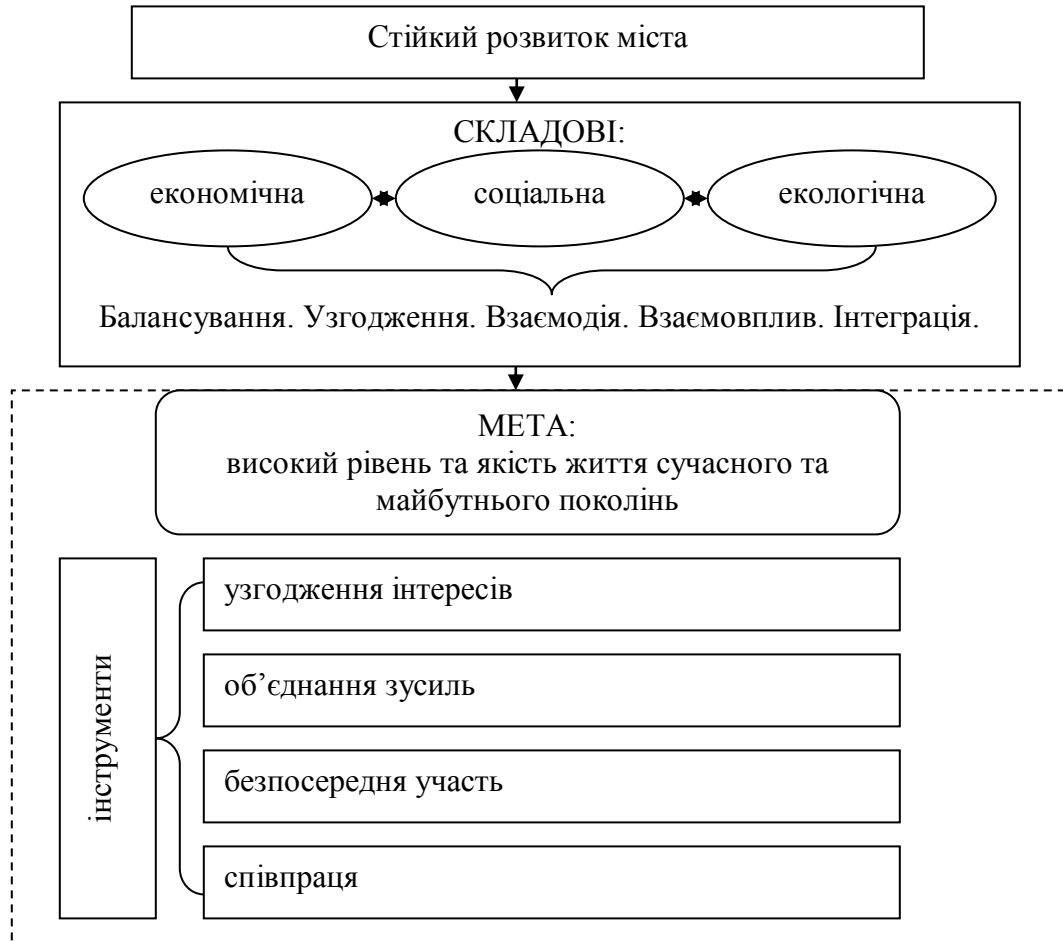 Стійкий розвиток міста
СКЛАДОВІ:
економічна
соціальна
екологічна
Балансування. Узгодження. Взаємодія. Взаємовплив. Інтеграція.
МЕТА:
високий рівень та якість життя сучасного та
майбутнього поколінь
інструменти
узгодження інтересів
об’єднання зусиль
безпосередня участь
співпраця